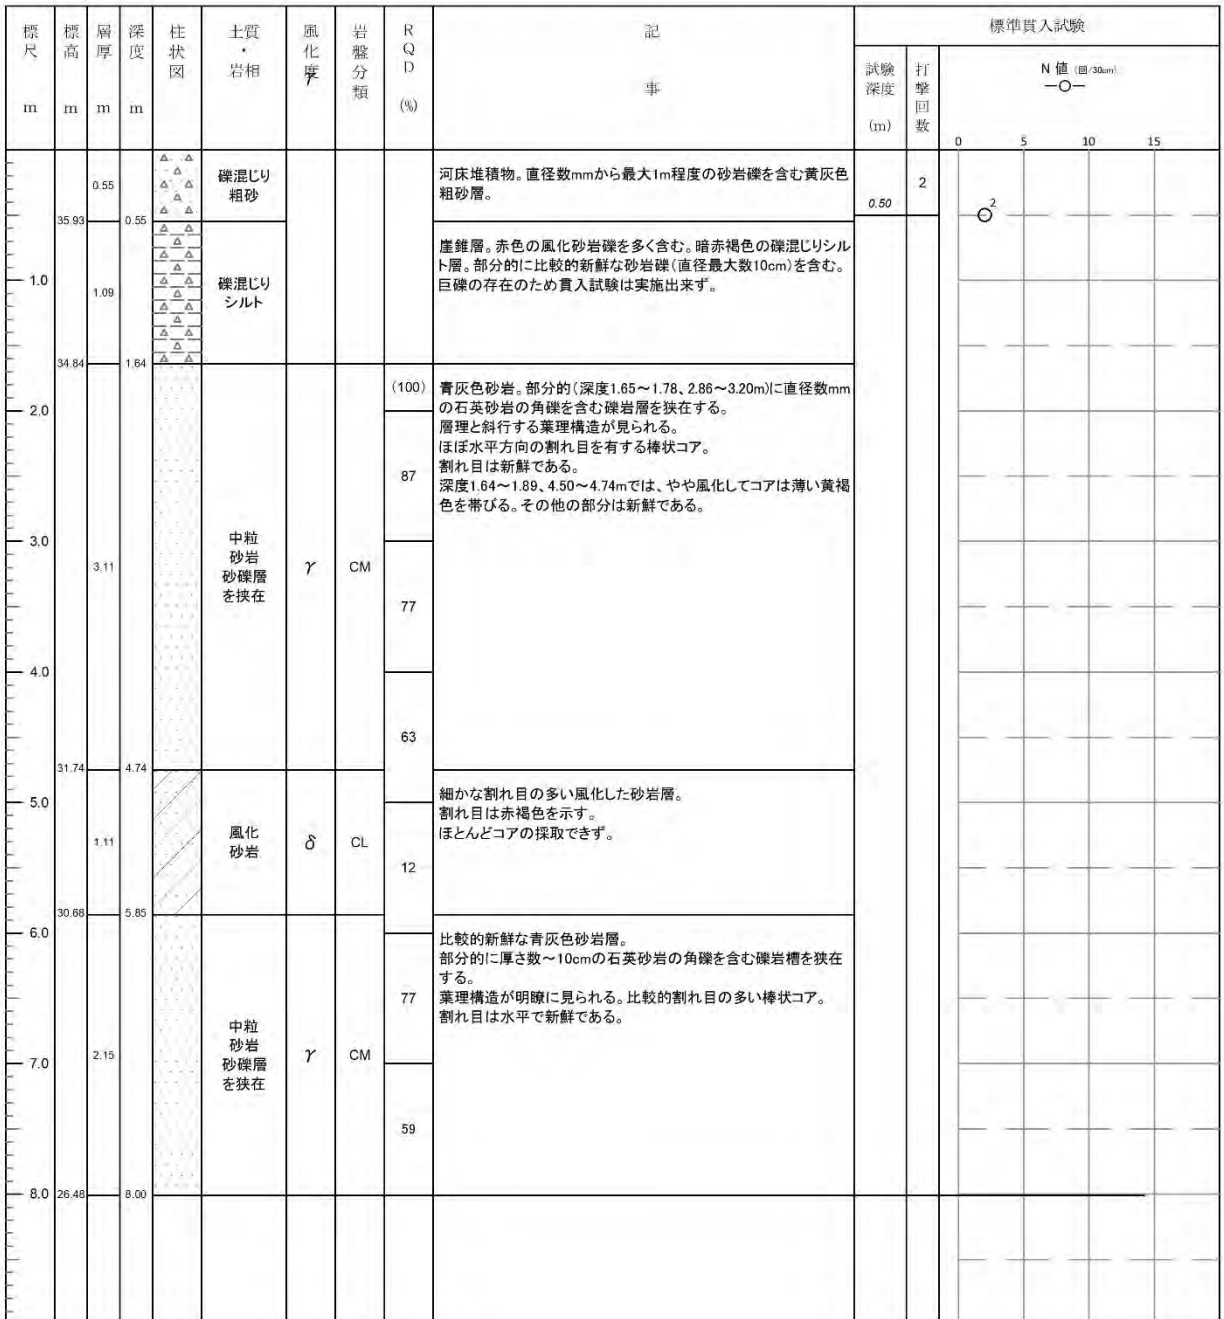 標尺
m
標高
m
層厚
m
深度
m
柱状図
土質
・
岩相
風化度
γ
岩盤分類
RQD
(%)
記
事
標準貫入試験
試験
深度
(m)
打撃回数
N 値 (回/30cm)
0 5 10 15
0.55
礫混じり
粗砂
河床堆積物。直径数mmから最大1m程度の砂岩礫を含む黄灰色
粗砂層。
0.50
2
2
35.93
0.55
1.0
1.09
礫混じり
シルト
崖錐層。赤色の風化砂岩礫を多く含む。暗赤褐色の礫混じりシル
ト層。部分的に比較的新鮮な砂岩礫(直径最大数10cm)を含む。
巨礫の存在のため貫入試験は実施出来ず。
34.84
1.64
2.0
3.0
4.0
3.11
中粒
砂岩
砂礫層
を挟在
γ
CM
(100)
87
77
63
青灰色砂岩。部分的(深度1.65~1.78、2.86~3.20m)に直径数mm
の石英砂岩の角礫を含む礫岩層を狭在する。
層理と斜行する葉理構造が見られる。
ほぼ水平方向の割れ目を有する棒状コア。
割れ目は新鮮である。
深度1.64~1.89、4.50~4.74mでは、やや風化してコアは薄い黄褐
色を帯びる。その他の部分は新鮮である。
31.74
4.74
5.0
1.11
風化
砂岩
δ
CL
12
細かな割れ目の多い風化した砂岩層。
割れ目は赤褐色を示す。
ほとんどコアの採取できず。
30.68
5.85
6.0
7.0
2.15
中粒
砂岩
砂礫層
を狭在
γ
CM
77
59
比較的新鮮な青灰色砂岩層。
部分的に厚さ数~10cmの石英砂岩の角礫を含む礫岩槽を狭在
する。
葉理構造が明瞭に見られる。比較的割れ目の多い棒状コア。
割れ目は水平で新鮮である。
8.0
26.48
8.00